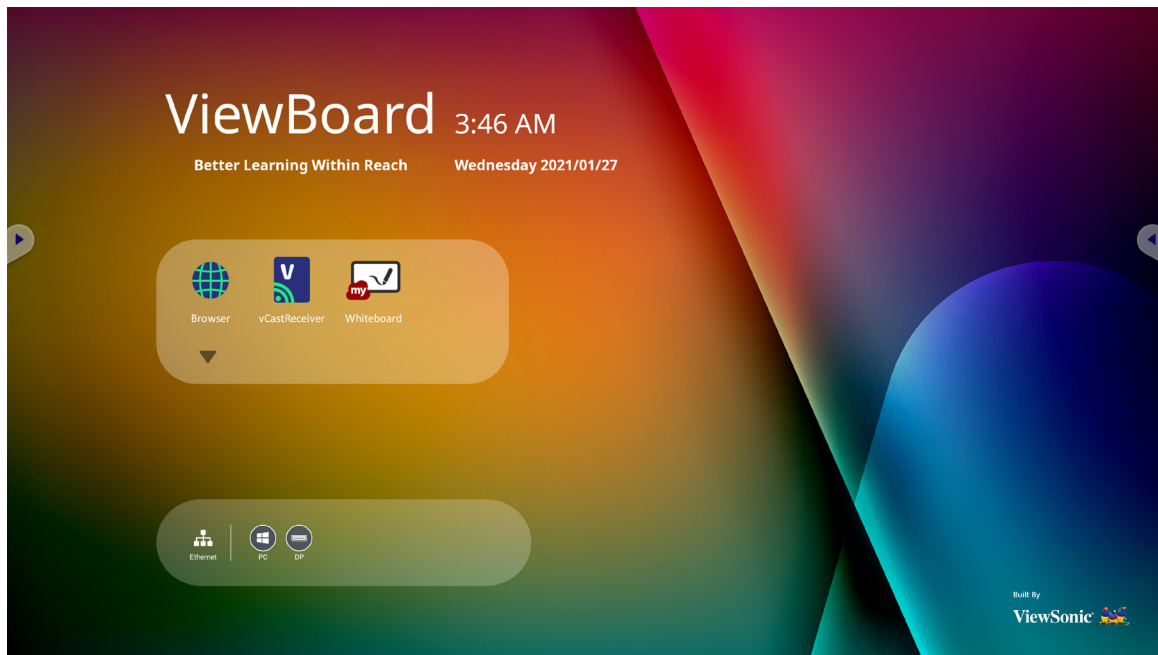 ViewBoard 3:46 AM
Better Learning Within Reach Wednesday 2021/01/27
V
my
Browser vCastReceiver Whiteboard
Ethernet PC DP
Built By
ViewSonic